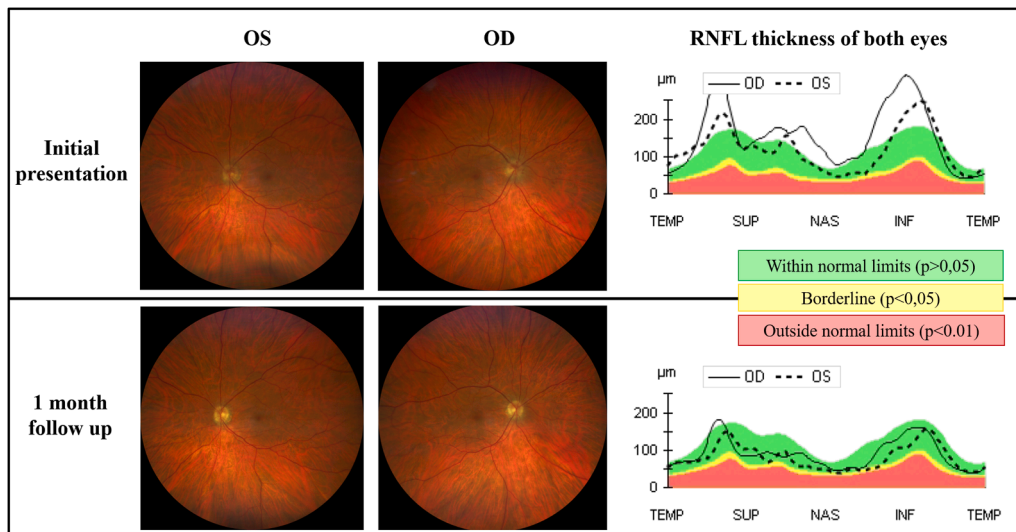 OS
OD
RNFL thickness of both eyes
Initial
presentation
µm
OD
OS
200
100
0
TEMP
SUP
NAS
INF
TEMP
Within normal limits (p>0,05)
Borderline (p<0,05)
Outside normal limits (p<0.01)
1 month
follow up
µm
OD
OS
200
100
0
TEMP
SUP
NAS
INF
TEMP